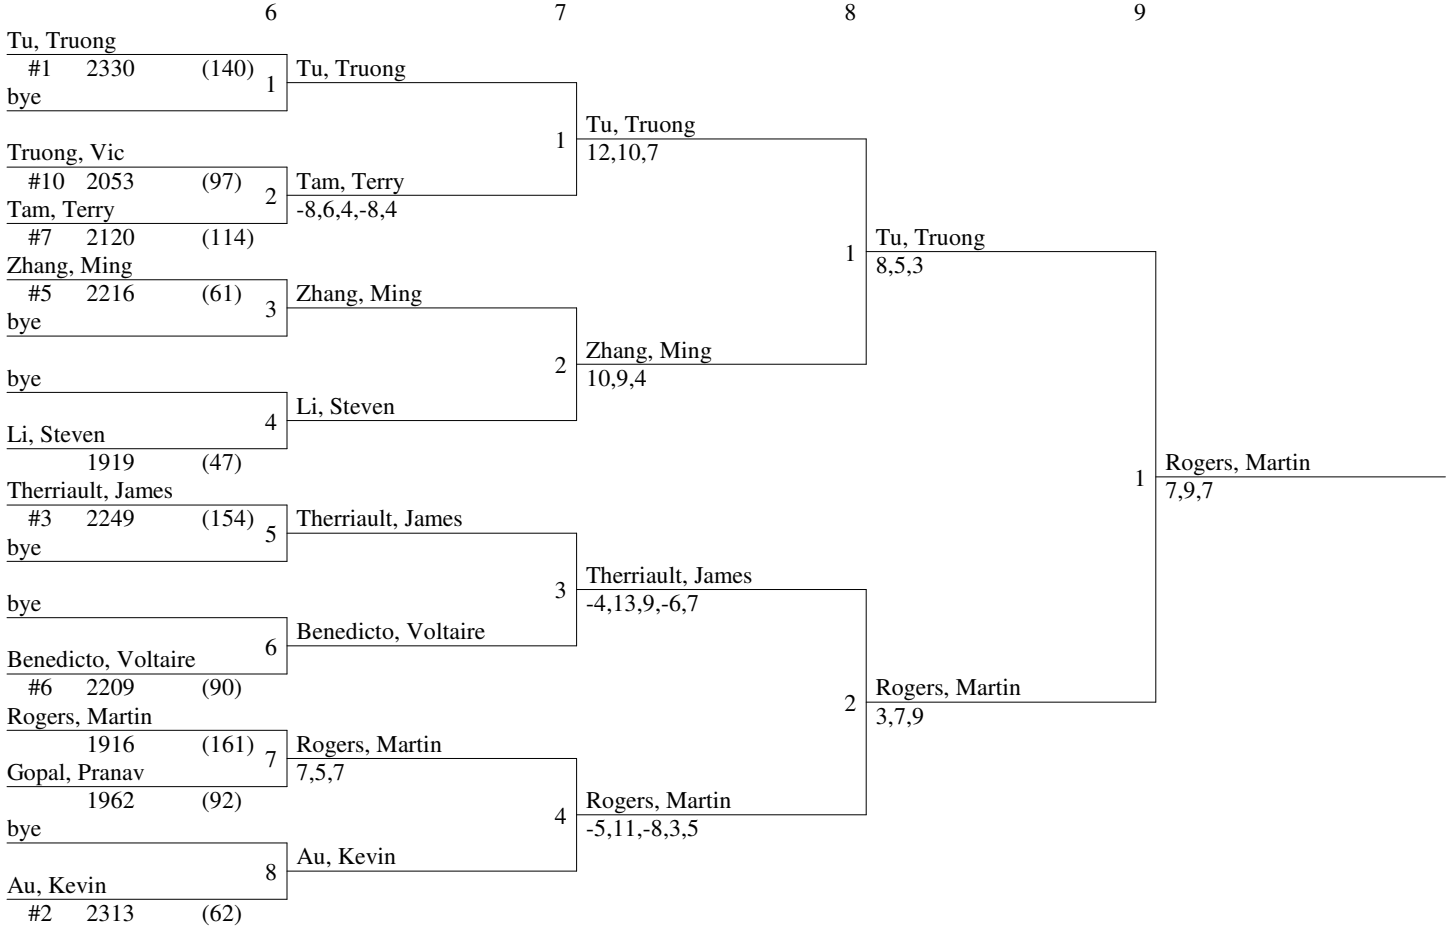 6 7 8 9
Tu, Truong
#1 2330 (140)
bye
1
Tu, Truong
Truong, Vic
#10 2053 (97)
Tam, Terry
#7 2120 (114)
2
Tam, Terry
-8,6,4,-8,4
1
Tu, Truong
12,10,7
Zhang, Ming
#5 2216 (61)
bye
3
Zhang, Ming
bye
Li, Steven
1919 (47)
4
Li, Steven
2
Zhang, Ming
10,9,4
1
Tu, Truong
8,5,3
Therriault, James
#3 2249 (154)
bye
5
Therriault, James
bye
Benedicto, Voltaire
#6 2209 (90)
6
Benedicto, Voltaire
3
Therriault, James
-4,13,9,-6,7
Rogers, Martin
1916 (161)
Gopal, Pranav
1962 (92)
7
Rogers, Martin
7,5,7
bye
Au, Kevin
#2 2313 (62)
8
Au, Kevin
4
Rogers, Martin
-5,11,-8,3,5
2
Rogers, Martin
3,7,9
1
Rogers, Martin
7,9,7